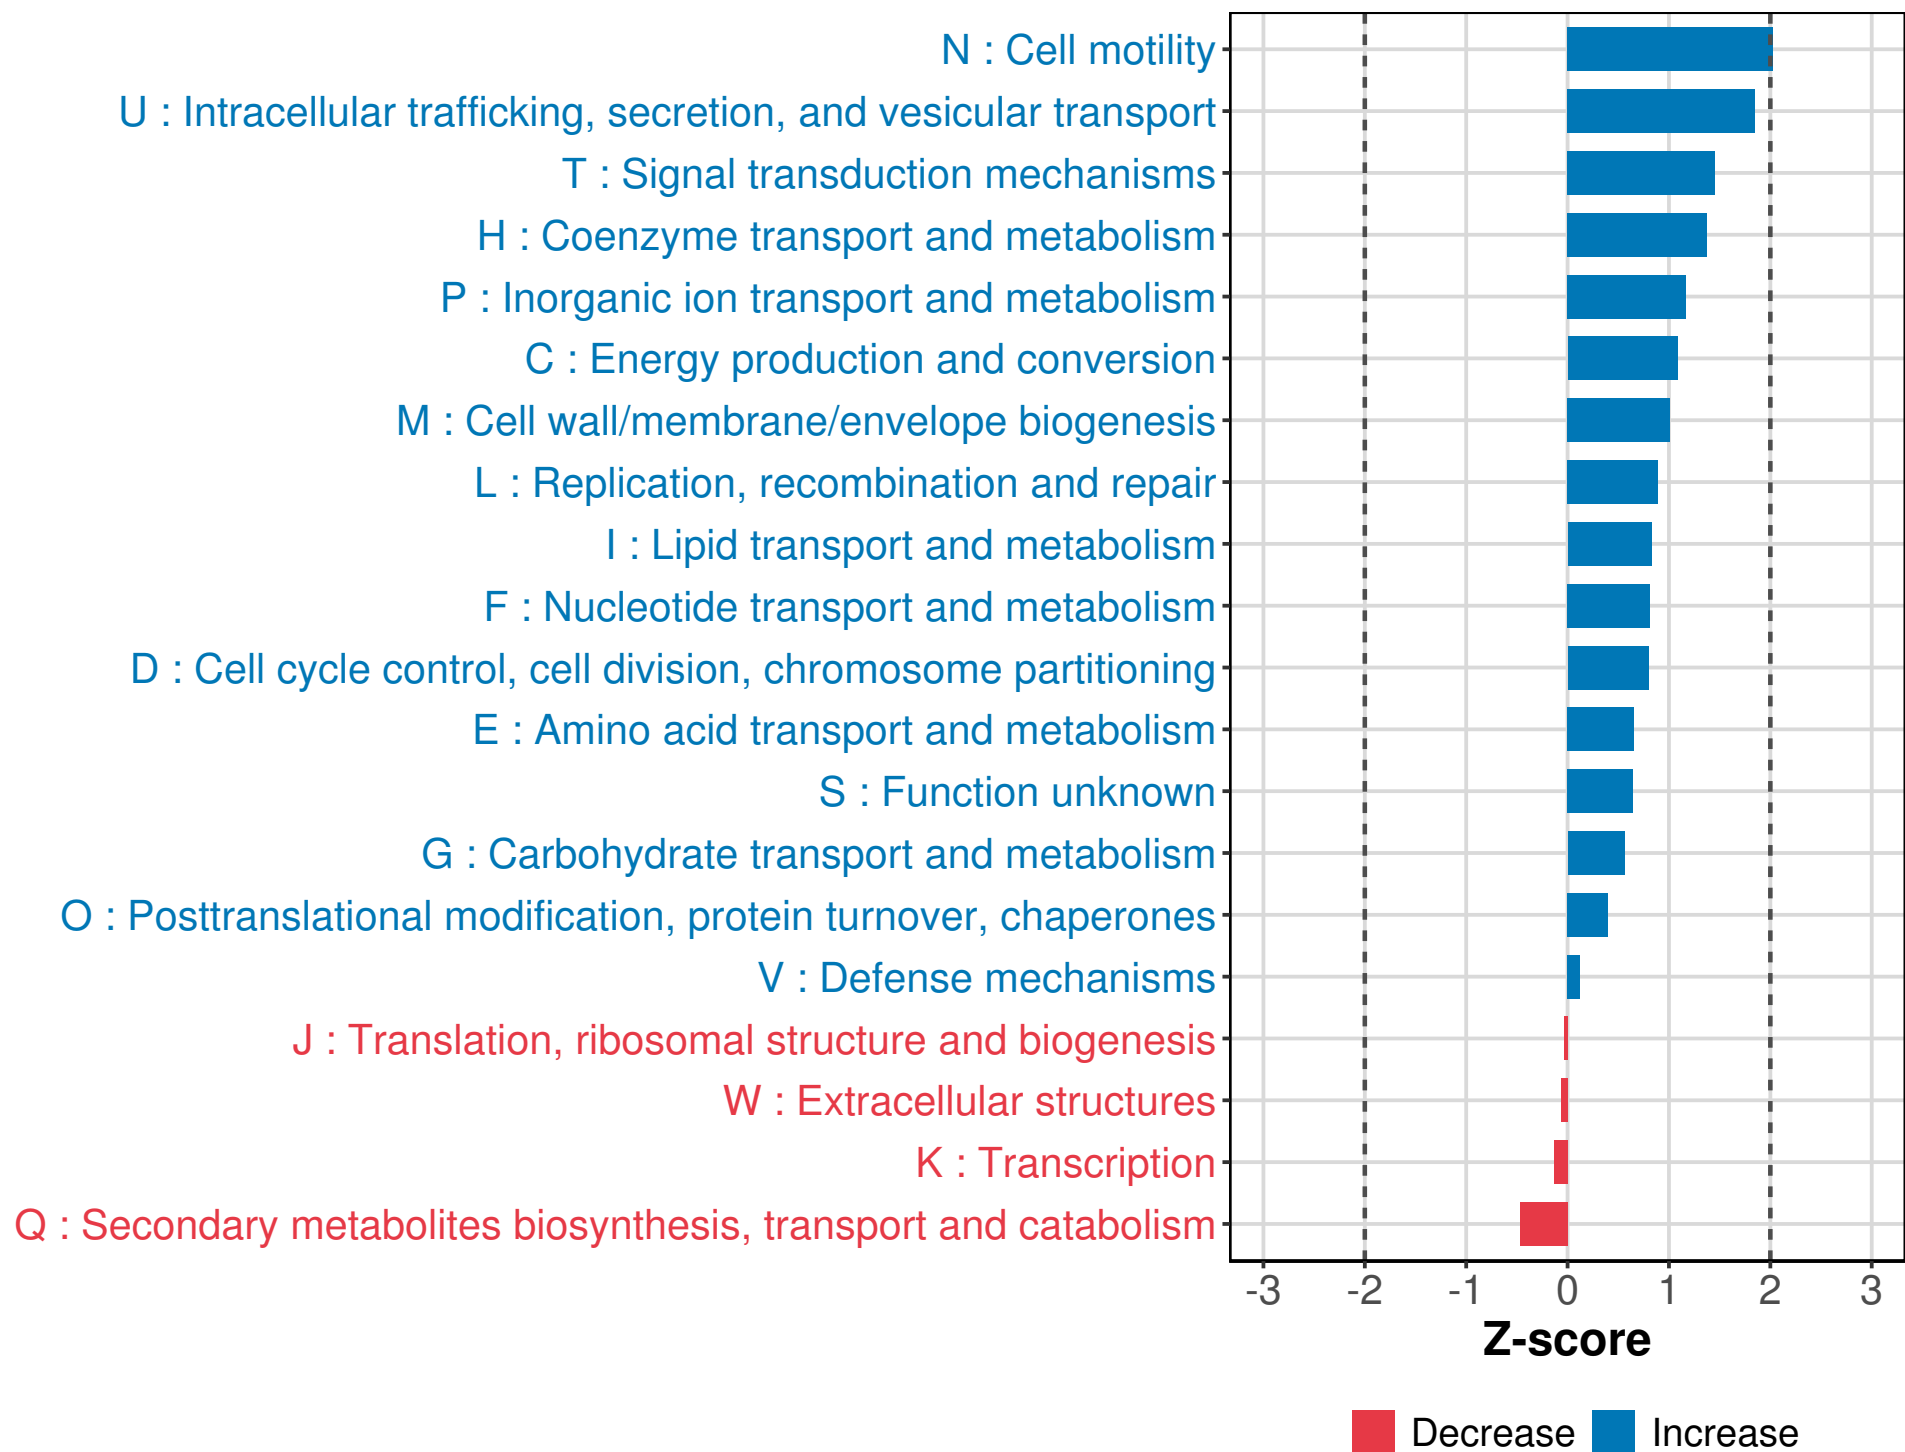 N : Cell motility
U : Intracellular trafficking, secretion, and vesicular transport
T : Signal transduction mechanisms
H : Coenzyme transport and metabolism
P : Inorganic ion transport and metabolism
C : Energy production and conversion
M : Cell wall/membrane/envelope biogenesis
L : Replication, recombination and repair
I : Lipid transport and metabolism
F : Nucleotide transport and metabolism
D : Cell cycle control, cell division, chromosome partitioning
E : Amino acid transport and metabolism
S : Function unknown
G : Carbohydrate transport and metabolism
O : Posttranslational modification, protein turnover, chaperones
V : Defense mechanisms
J : Translation, ribosomal structure and biogenesis
W : Extracellular structures
K : Transcription
Q : Secondary metabolites biosynthesis, transport and catabolism
-3 -2 -1 0 1 2 3
Z-score
Decrease Increase